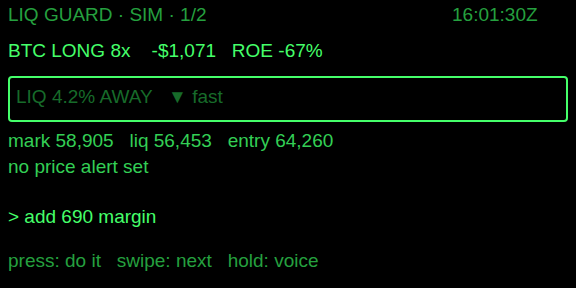 LIQ GUARD · SIM · 1/2 16:01:30Z
BTC LONG 8x -$1,071 ROE -67%
LIQ 4.2% AWAY ▼ fast
mark 58,905 liq 56,453 entry 64,260
no price alert set
> add 690 margin
press: do it swipe: next hold: voice